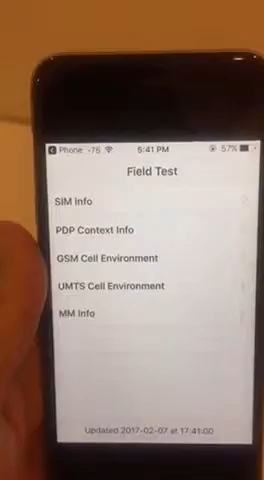 Phone -75 5:41 PM 57%
Field Test
SIM Info
PDP Context Info
GSM Cell Environment
UMTS Cell Environment
MM Info
Updated 2017-02-07 at 17:41:00